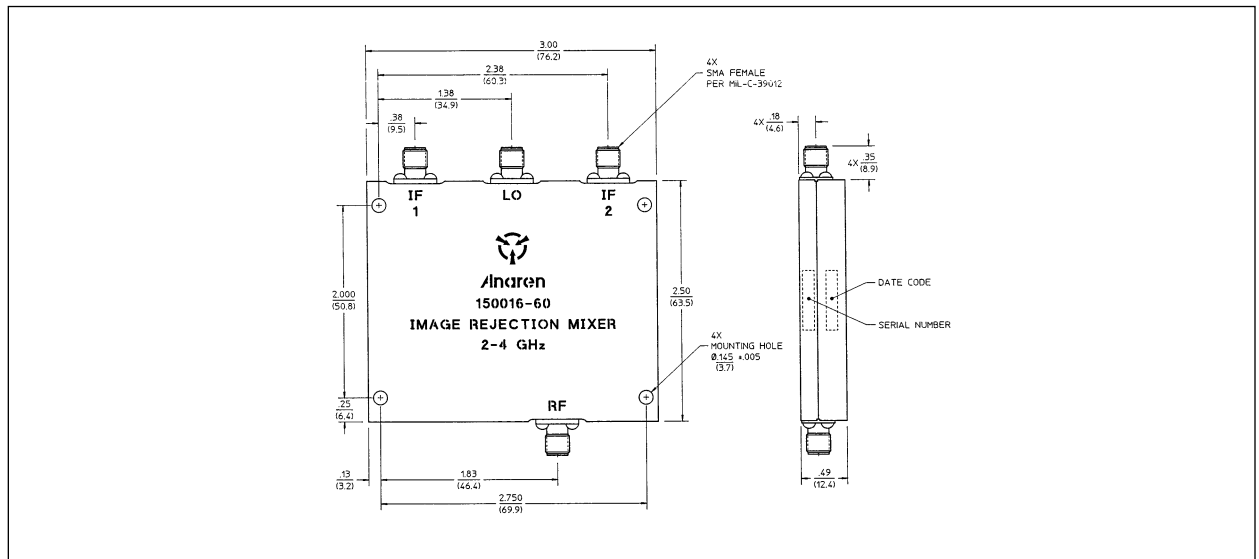 3.00
(76.2)
2.38
(60.3)
1.38
(34.9)
.38
(9.5)
4X
SMA FEMALE
PER MIL-C-39012
4X .18
(4.6)
4X .35
(8.9)
IF
1
LO
IF
2
Anaren
150016-60
IMAGE REJECTION MIXER
2-4 GHz
2.000
(50.8)
2.50
(63.5)
DATE CODE
SERIAL NUMBER
4X
MOUNTING HOLE
Ø.145 ±.005
(3.7)
.25
(6.4)
RF
.13
(3.2)
1.83
(46.4)
2.750
(69.9)
.49
(12.4)